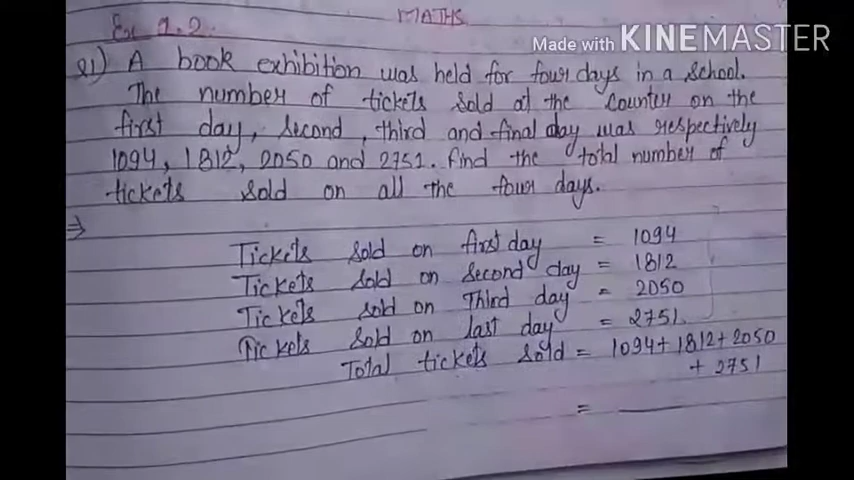 MATHS
Ex 1.2.
Made with KINEMASTER
Q1) A book exhibition was held for four days in a school.
The number of tickets sold at the counter on the
first day, second, third and final day was respectively
1094, 1812, 2050 and 2751. Find the total number of
tickets sold on all the four days.
⇒
Tickets sold on first day = 1094
Tickets sold on second day = 1812
Tickets sold on Third day = 2050
Tickets sold on last day = 2751.
Total tickets sold = 1094+1812+2050
+ 2751
= ____